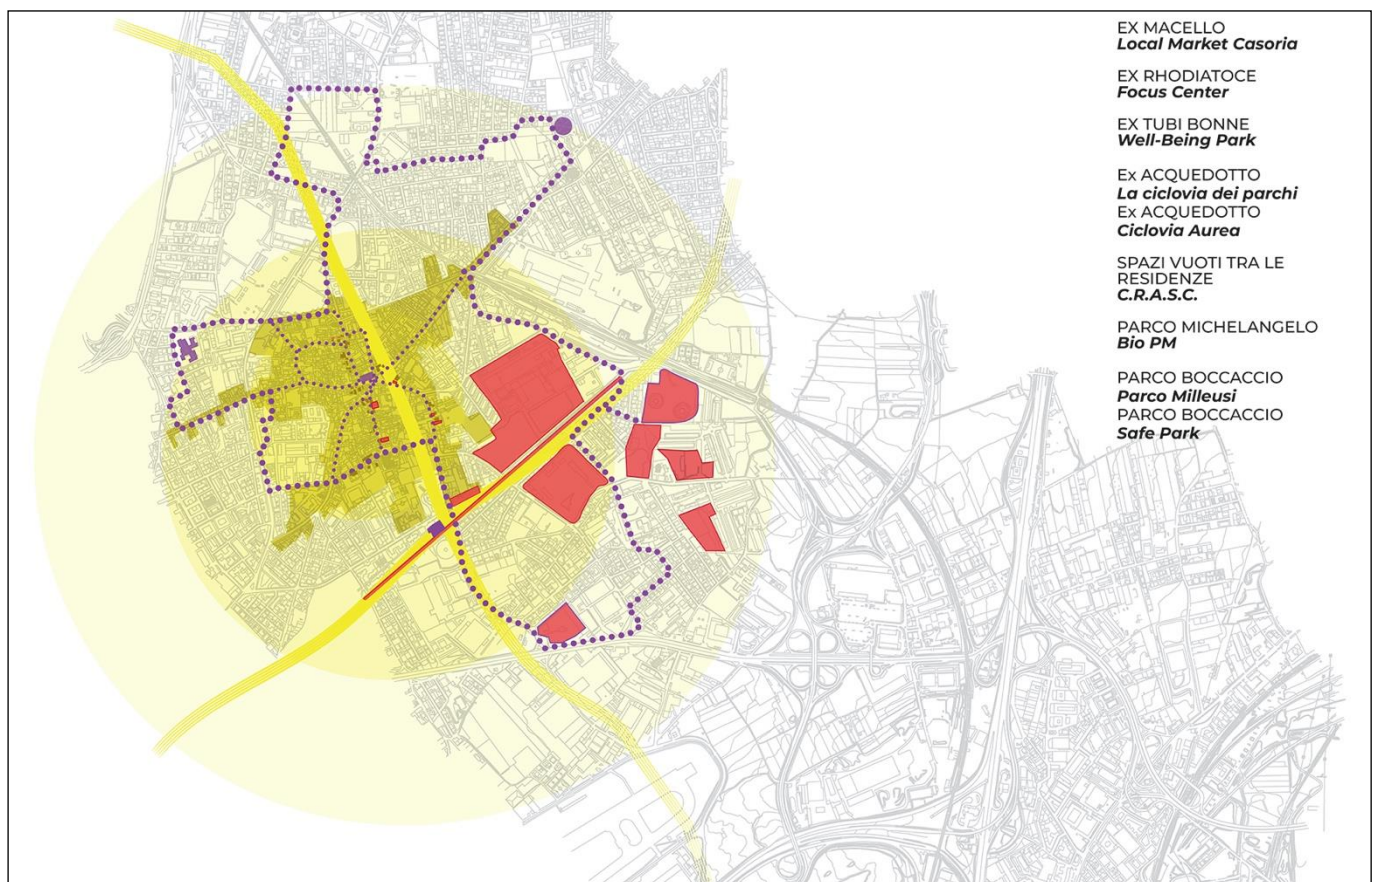 EX MACELLO
Local Market Casoria
EX RHODIATOCE
Focus Center
EX TUBI BONNE
Well-Being Park
Ex ACQUEDOTTO
La ciclovia dei parchi
Ex ACQUEDOTTO
Ciclovia Aurea
SPAZI VUOTI TRA LE
RESIDENZE
C.R.A.S.C.
PARCO MICHELANGELO
Bio PM
PARCO BOCCACCIO
Parco Milleusi
PARCO BOCCACCIO
Safe Park